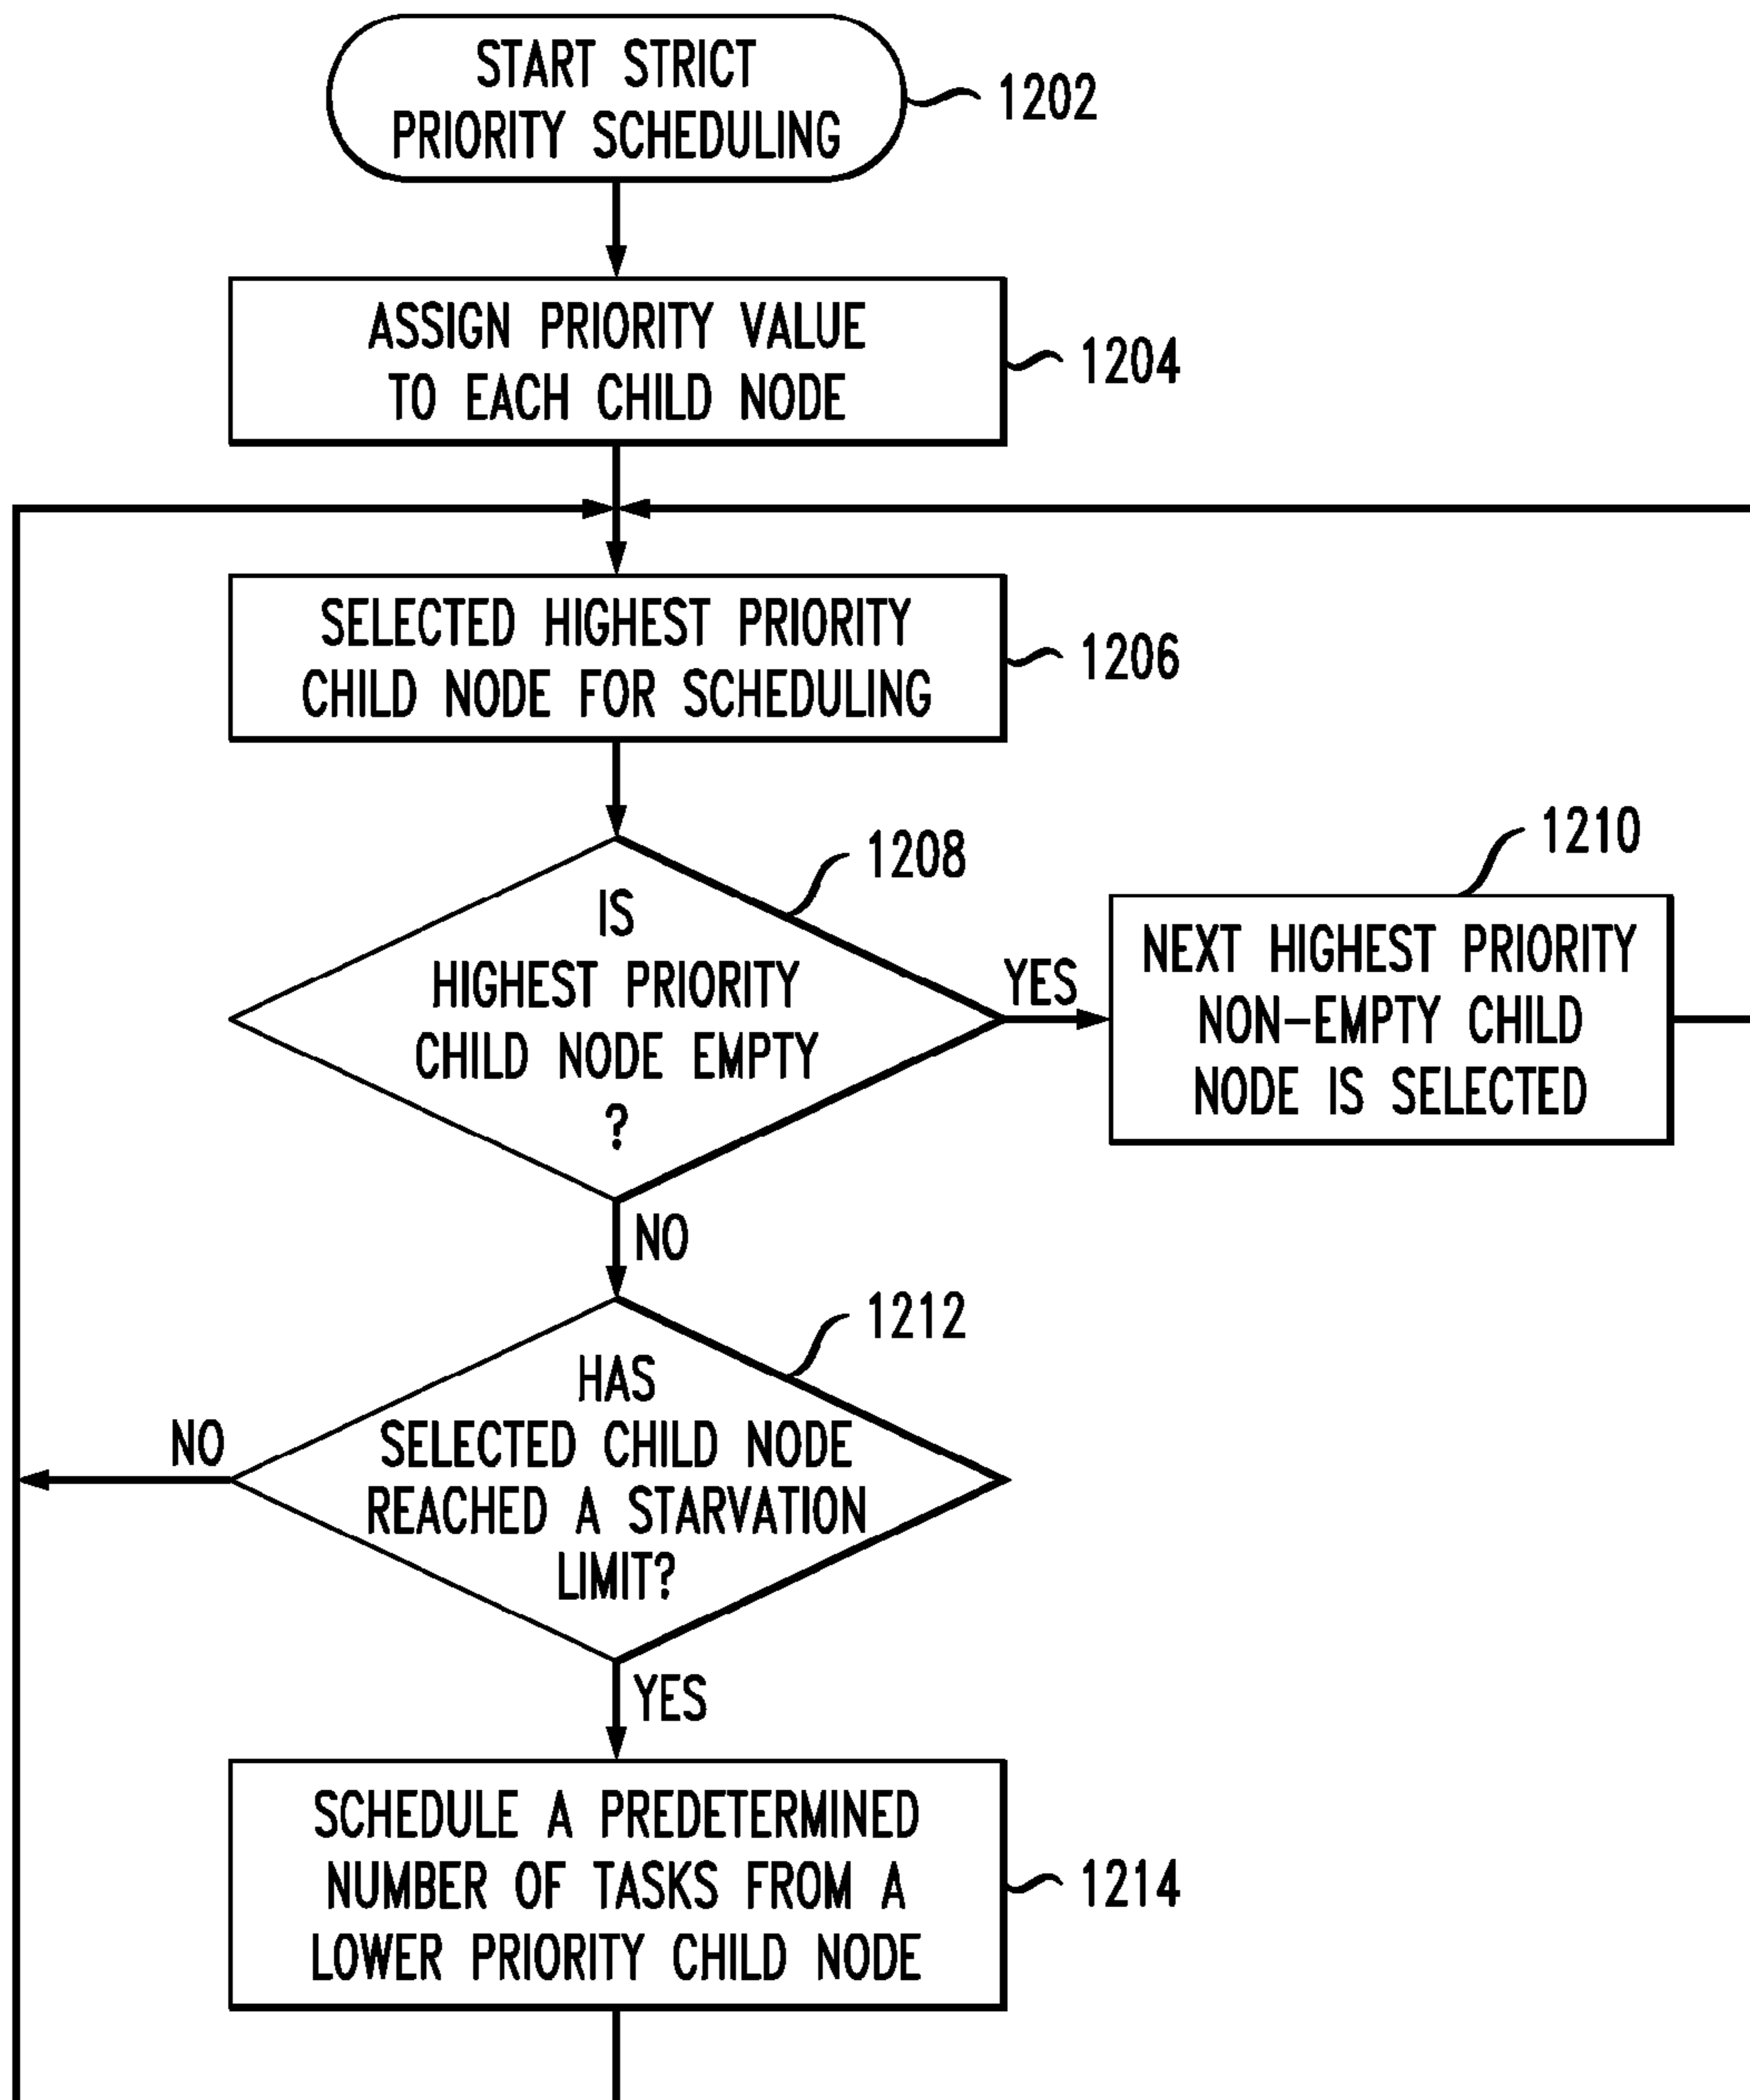 START STRICT
PRIORITY SCHEDULING
1202
ASSIGN PRIORITY VALUE
TO EACH CHILD NODE
1204
SELECTED HIGHEST PRIORITY
CHILD NODE FOR SCHEDULING
1206
IS
HIGHEST PRIORITY
CHILD NODE EMPTY
?
1208
YES
1210
NEXT HIGHEST PRIORITY
NON-EMPTY CHILD
NODE IS SELECTED
NO
1212
HAS
SELECTED CHILD NODE
REACHED A STARVATION
LIMIT?
NO
YES
SCHEDULE A PREDETERMINED
NUMBER OF TASKS FROM A
LOWER PRIORITY CHILD NODE
1214